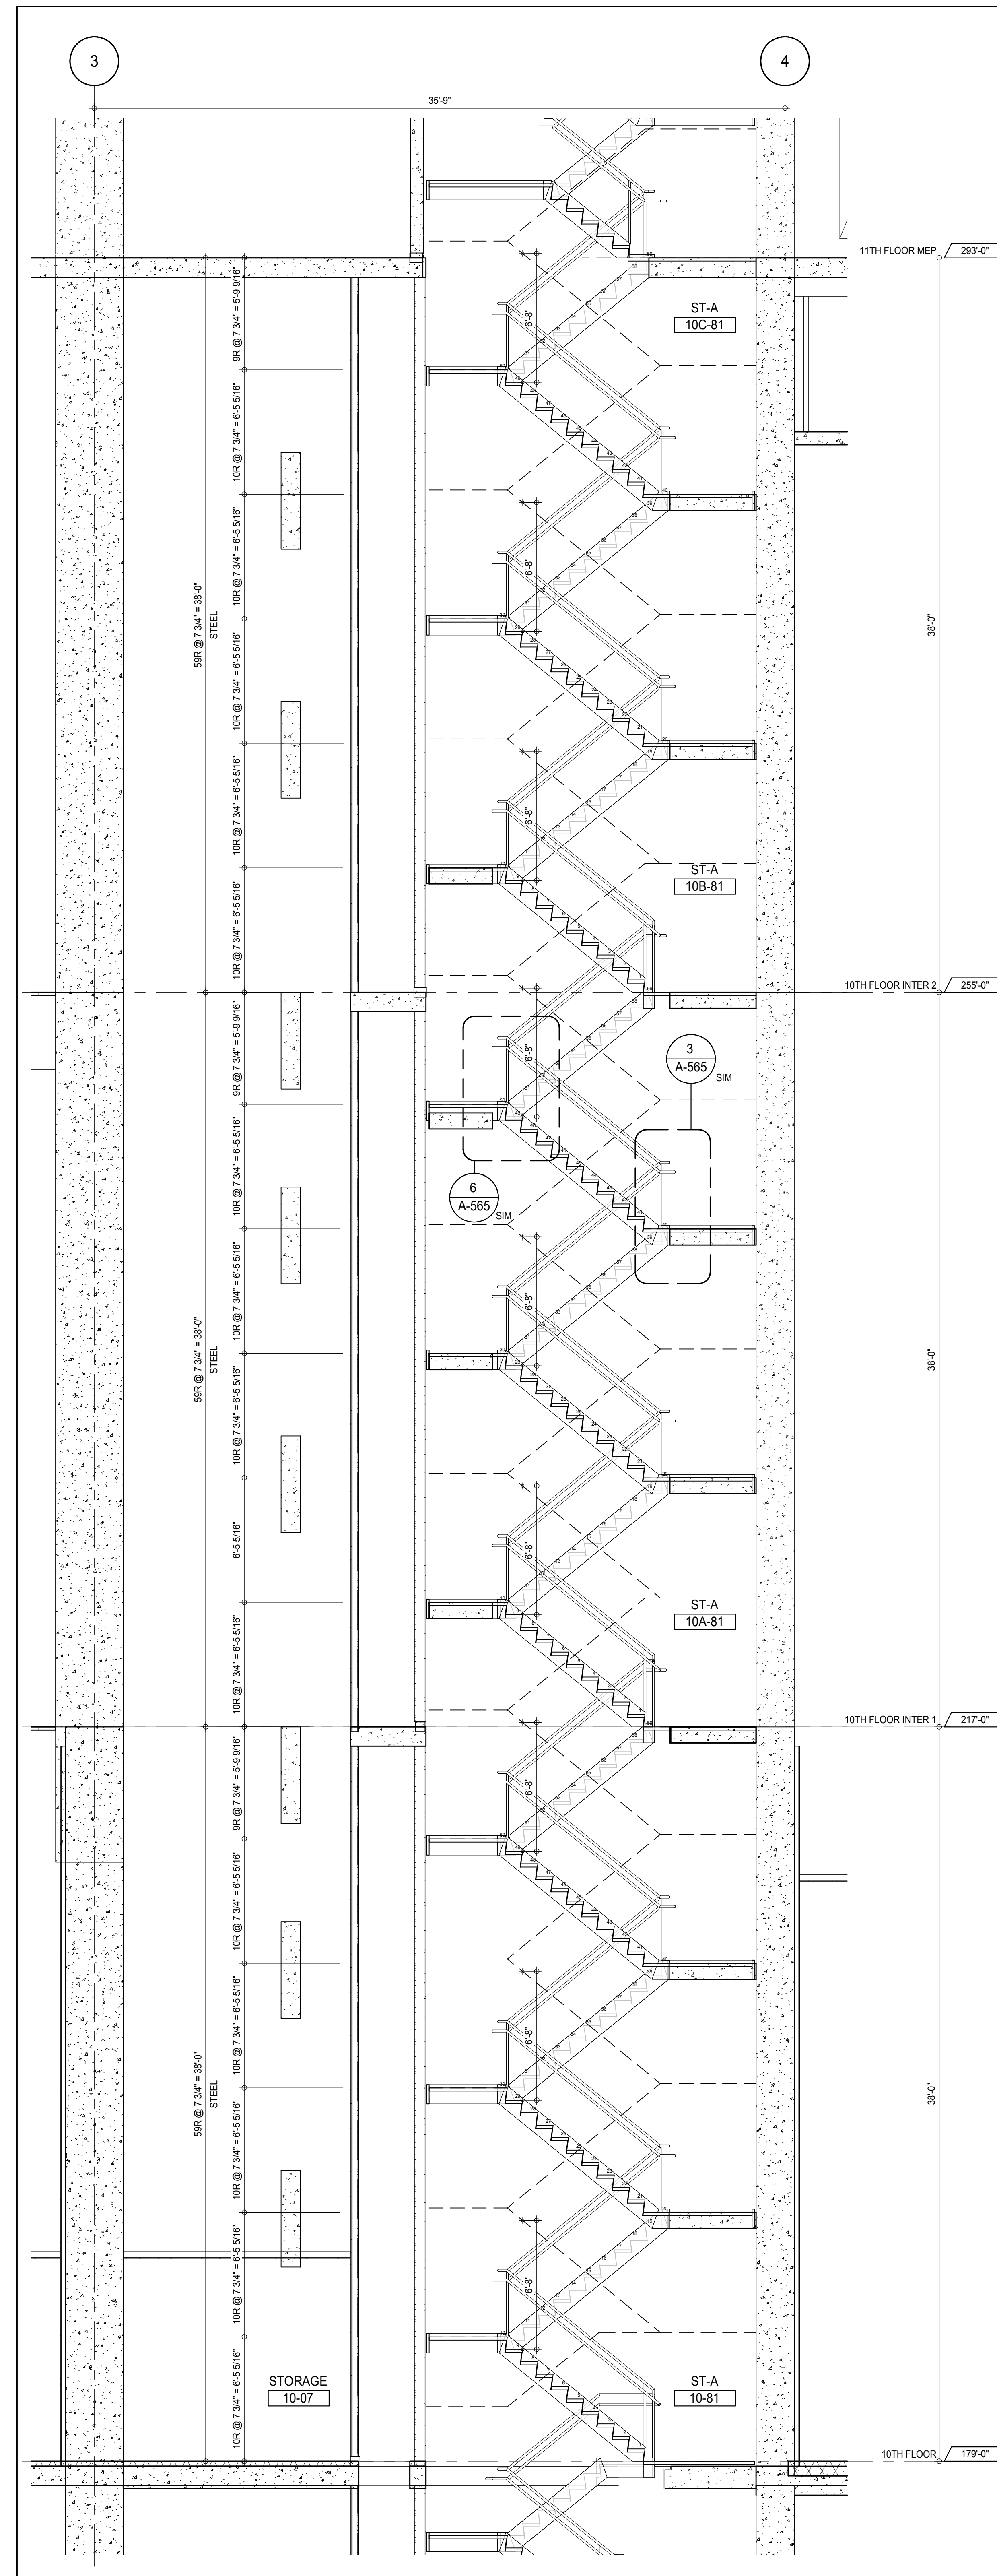 3
4
35'-9"
11TH FLOOR MEP
293'-0"
9R @ 7 3/4" = 5'-9 9/16"
ST-A
10C-81
6'-8"
10R @ 7 3/4" = 6'-5 5/16"
10R @ 7 3/4" = 6'-5 5/16"
6'-8"
59R @ 7 3/4" = 38'-0"
STEEL
38'-0"
10R @ 7 3/4" = 6'-5 5/16"
10R @ 7 3/4" = 6'-5 5/16"
6'-8"
ST-A
10B-81
10R @ 7 3/4" = 6'-5 5/16"
10TH FLOOR INTER 2
255'-0"
9R @ 7 3/4" = 5'-9 9/16"
6'-8"
3
A-565
SIM
10R @ 7 3/4" = 6'-5 5/16"
6
A-565
SIM
10R @ 7 3/4" = 6'-5 5/16"
6'-8"
59R @ 7 3/4" = 38'-0"
STEEL
38'-0"
10R @ 7 3/4" = 6'-5 5/16"
6'-5 5/16"
6'-8"
ST-A
10A-81
10R @ 7 3/4" = 6'-5 5/16"
10TH FLOOR INTER 1
217'-0"
9R @ 7 3/4" = 5'-9 9/16"
6'-8"
10R @ 7 3/4" = 6'-5 5/16"
10R @ 7 3/4" = 6'-5 5/16"
6'-8"
59R @ 7 3/4" = 38'-0"
STEEL
38'-0"
10R @ 7 3/4" = 6'-5 5/16"
10R @ 7 3/4" = 6'-5 5/16"
6'-8"
STORAGE
10-07
ST-A
10-81
10R @ 7 3/4" = 6'-5 5/16"
10TH FLOOR
179'-0"